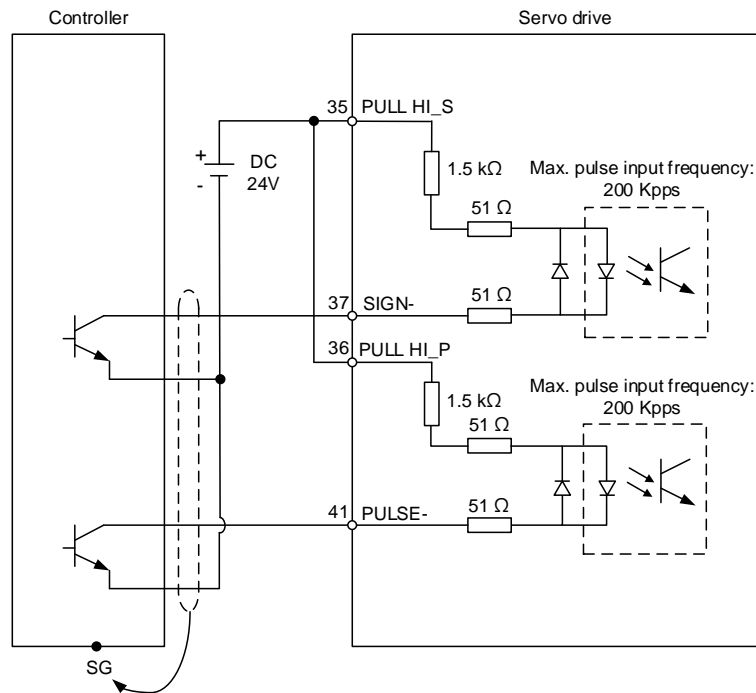 Controller
Servo drive
35
PULL HI_S
+
DC
24V
-
1.5 kΩ
Max. pulse input frequency:
200 Kpps
51 Ω
51 Ω
37
SIGN-
36
PULL HI_P
1.5 kΩ
Max. pulse input frequency:
200 Kpps
51 Ω
51 Ω
41
PULSE-
SG